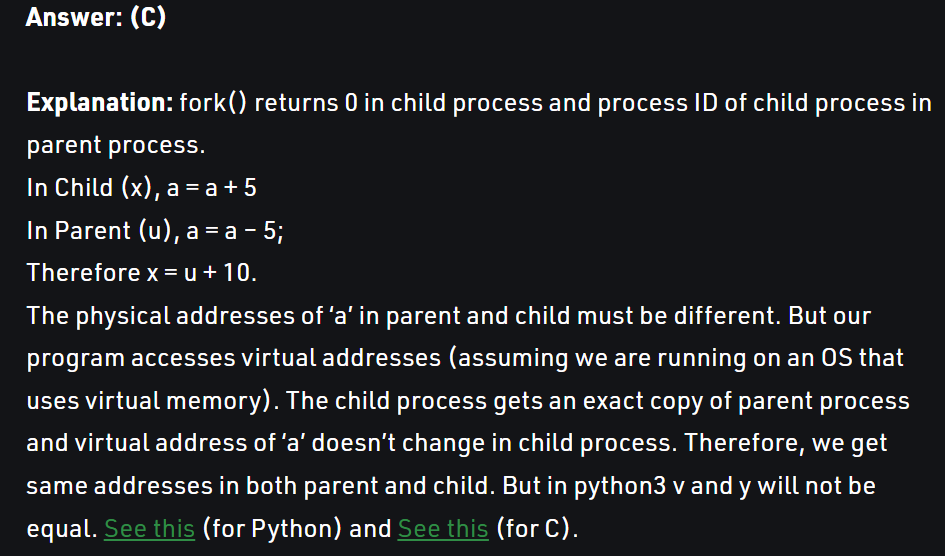 Answer: (C)
Explanation: fork() returns 0 in child process and process ID of child process in
parent process.
In Child (x), a = a + 5
In Parent (u), a = a – 5;
Therefore x = u + 10.
The physical addresses of ‘a’ in parent and child must be different. But our
program accesses virtual addresses (assuming we are running on an OS that
uses virtual memory). The child process gets an exact copy of parent process
and virtual address of ‘a’ doesn’t change in child process. Therefore, we get
same addresses in both parent and child. But in python3 v and y will not be
equal. See this (for Python) and See this (for C).